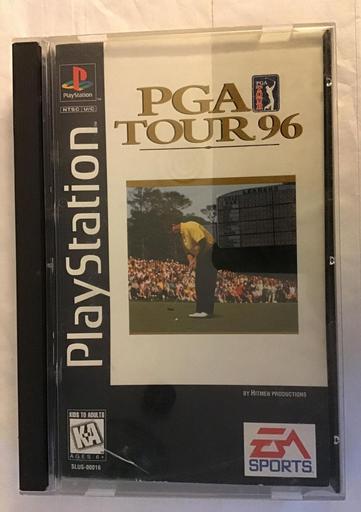 PlayStation
NTSC U/C
PlayStation
PGA
TOUR 96
PGA TOUR
LEADERS
BY HITMEN PRODUCTIONS
KIDS TO ADULTS
K-A
AGES 6+
SLUS-00016
EA
SPORTS